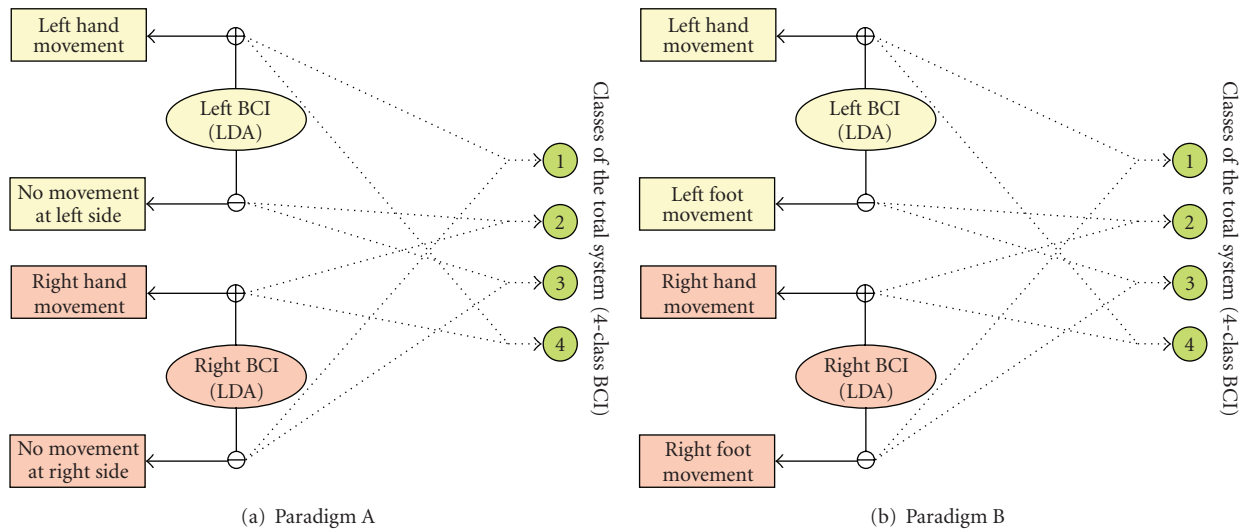 Left hand
movement
Left BCI
(LDA)
No movement
at left side
Right hand
movement
Right BCI
(LDA)
No movement
at right side
1
2
3
4
Classes of the total system (4-class BCI)
(a) Paradigm A
Left hand
movement
Left BCI
(LDA)
Left foot
movement
Right hand
movement
Right BCI
(LDA)
Right foot
movement
1
2
3
4
Classes of the total system (4-class BCI)
(b) Paradigm B